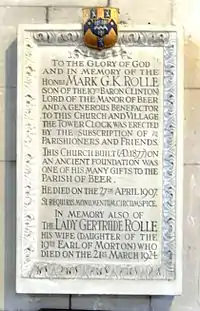 TO THE GLORY OF GOD
AND IN MEMORY OF THE
HONBLE MARK G.K. ROLLE
SON OF THE 19TH BARON CLINTON
LORD OF THE MANOR OF BEER
AND A GENEROUS BENEFACTOR
TO THIS CHURCH AND VILLAGE
THE TOWER CLOCK WAS ERECTED
BY THE SUBSCRIPTION OF
PARISHIONERS AND FRIENDS.
THIS CHURCH BUILT (A.D. 1877) ON
AN ANCIENT FOUNDATION WAS
ONE OF HIS MANY GIFTS TO THE
PARISH OF BEER.
HE DIED ON THE 27TH APRIL 1907
SI REQUIRIS MONUMENTUM, CIRCUMSPICE.
IN MEMORY ALSO OF
THE LADY GERTRUDE ROLLE
HIS WIFE (DAUGHTER OF THE
19TH EARL OF MORTON) WHO
DIED ON THE 21ST MARCH 1924